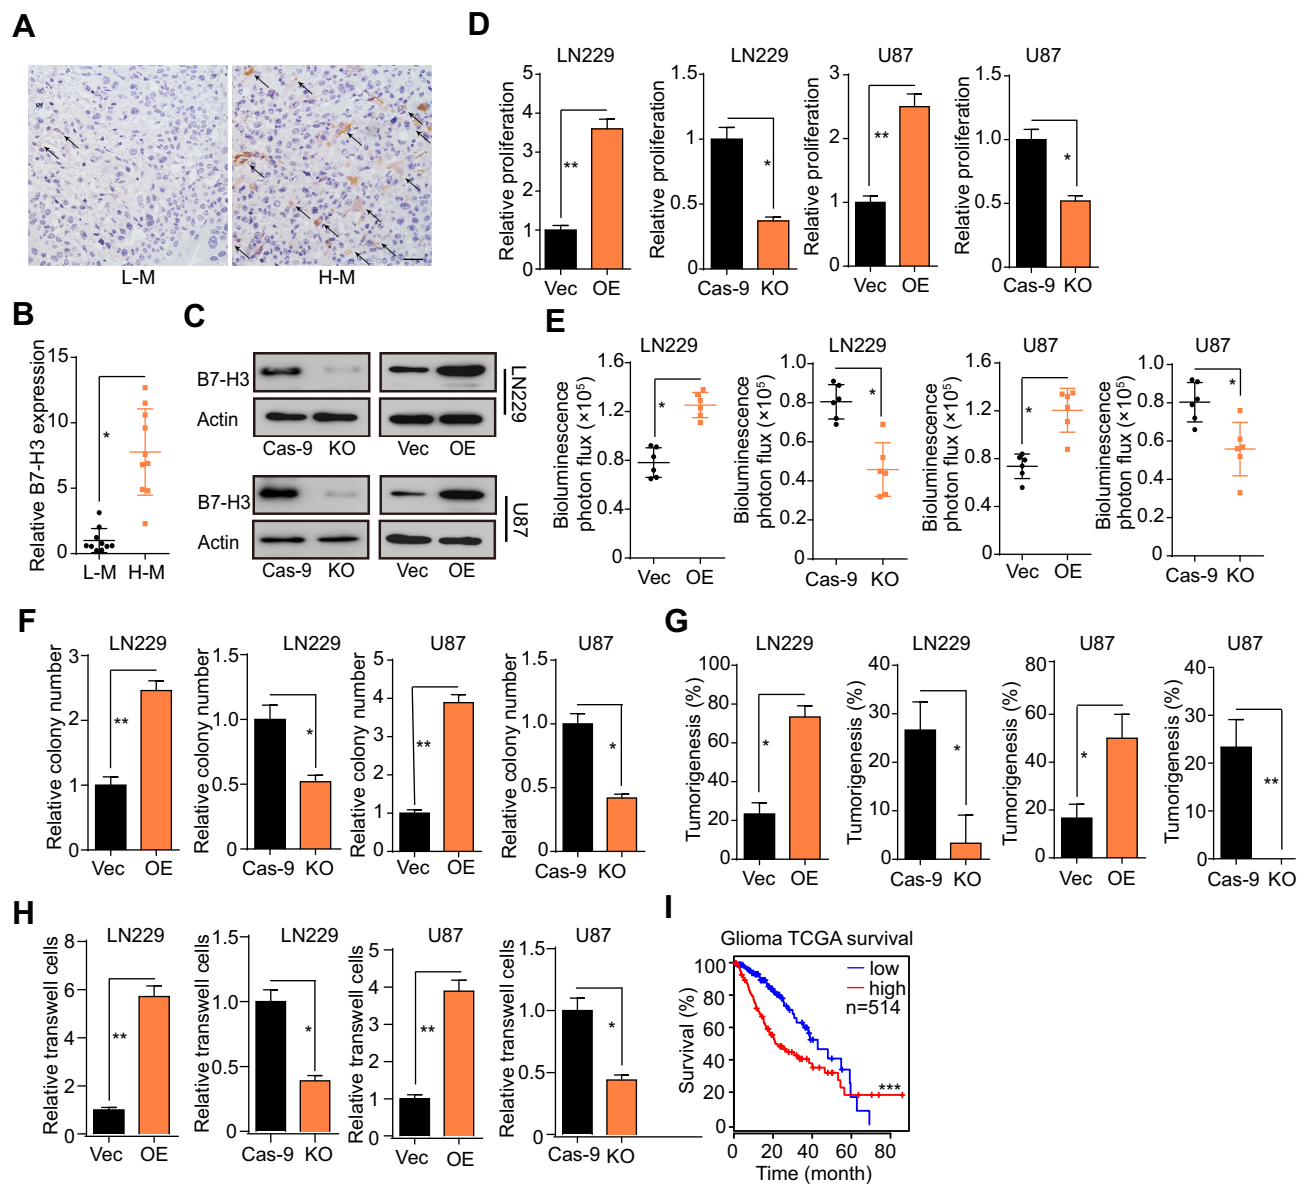 A
L-M
H-M
B
Relative B7-H3 expression
15
10
5
0
*
L-M
H-M
C
B7-H3
Actin
Cas-9
KO
Vec
OE
LN229
B7-H3
Actin
Cas-9
KO
Vec
OE
U87
D
LN229
Relative proliferation
5
4
3
2
1
0
**
Vec
OE
LN229
Relative proliferation
1.5
1
0.5
0
*
Cas-9
KO
U87
Relative proliferation
3
2
1
0
**
Vec
OE
U87
Relative proliferation
1.5
1.0
0.5
0
*
Cas-9
KO
E
LN229
Bioluminescence
photon flux (×10⁵)
1.6
1.2
0.8
0.4
0
*
Vec
OE
LN229
Bioluminescence
photon flux (×10⁵)
1.0
0.8
0.6
0.4
0.2
0
*
Cas-9
KO
U87
Bioluminescence
photon flux (×10⁵)
1.6
1.2
0.8
0.4
0
*
Vec
OE
U87
Bioluminescence
photon flux (×10⁵)
1.0
0.8
0.6
0.4
0.2
0
*
Cas-9
KO
F
LN229
Relative colony number
3
2
1
0
**
Vec
OE
LN229
Relative colony number
1.5
1.0
0.5
0
*
Cas-9
KO
U87
Relative colony number
5
4
3
2
1
0
**
Vec
OE
U87
Relative colony number
1.5
1.0
0.5
0
*
Cas-9
KO
G
LN229
Tumorigenesis (%)
100
80
60
40
20
0
*
Vec
OE
LN229
Tumorigenesis (%)
40
30
20
10
0
*
Cas-9
KO
U87
Tumorigenesis (%)
80
60
40
20
0
*
Vec
OE
U87
Tumorigenesis (%)
40
30
20
10
0
**
Cas-9
KO
H
LN229
Relative transwell cells
8
6
4
2
0
**
Vec
OE
LN229
Relative transwell cells
1.5
1.0
0.5
0
*
Cas-9
KO
U87
Relative transwell cells
5
4
3
2
1
0
**
Vec
OE
U87
Relative transwell cells
1.5
1.0
0.5
0
*
Cas-9
KO
I
Glioma TCGA survival
Survival (%)
100
80
60
40
20
0
low
high
n=514
***
0
20
40
60
80
Time (month)